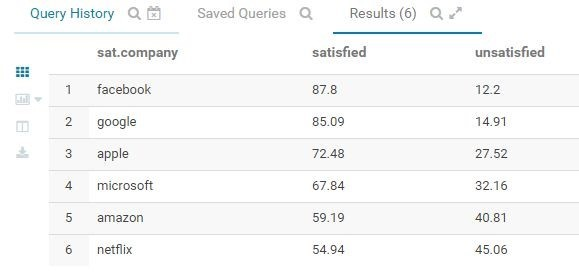 Query History Saved Queries Results (6)
sat.company satisfied unsatisfied
1 facebook 87.8 12.2
2 google 85.09 14.91
3 apple 72.48 27.52
4 microsoft 67.84 32.16
5 amazon 59.19 40.81
6 netflix 54.94 45.06